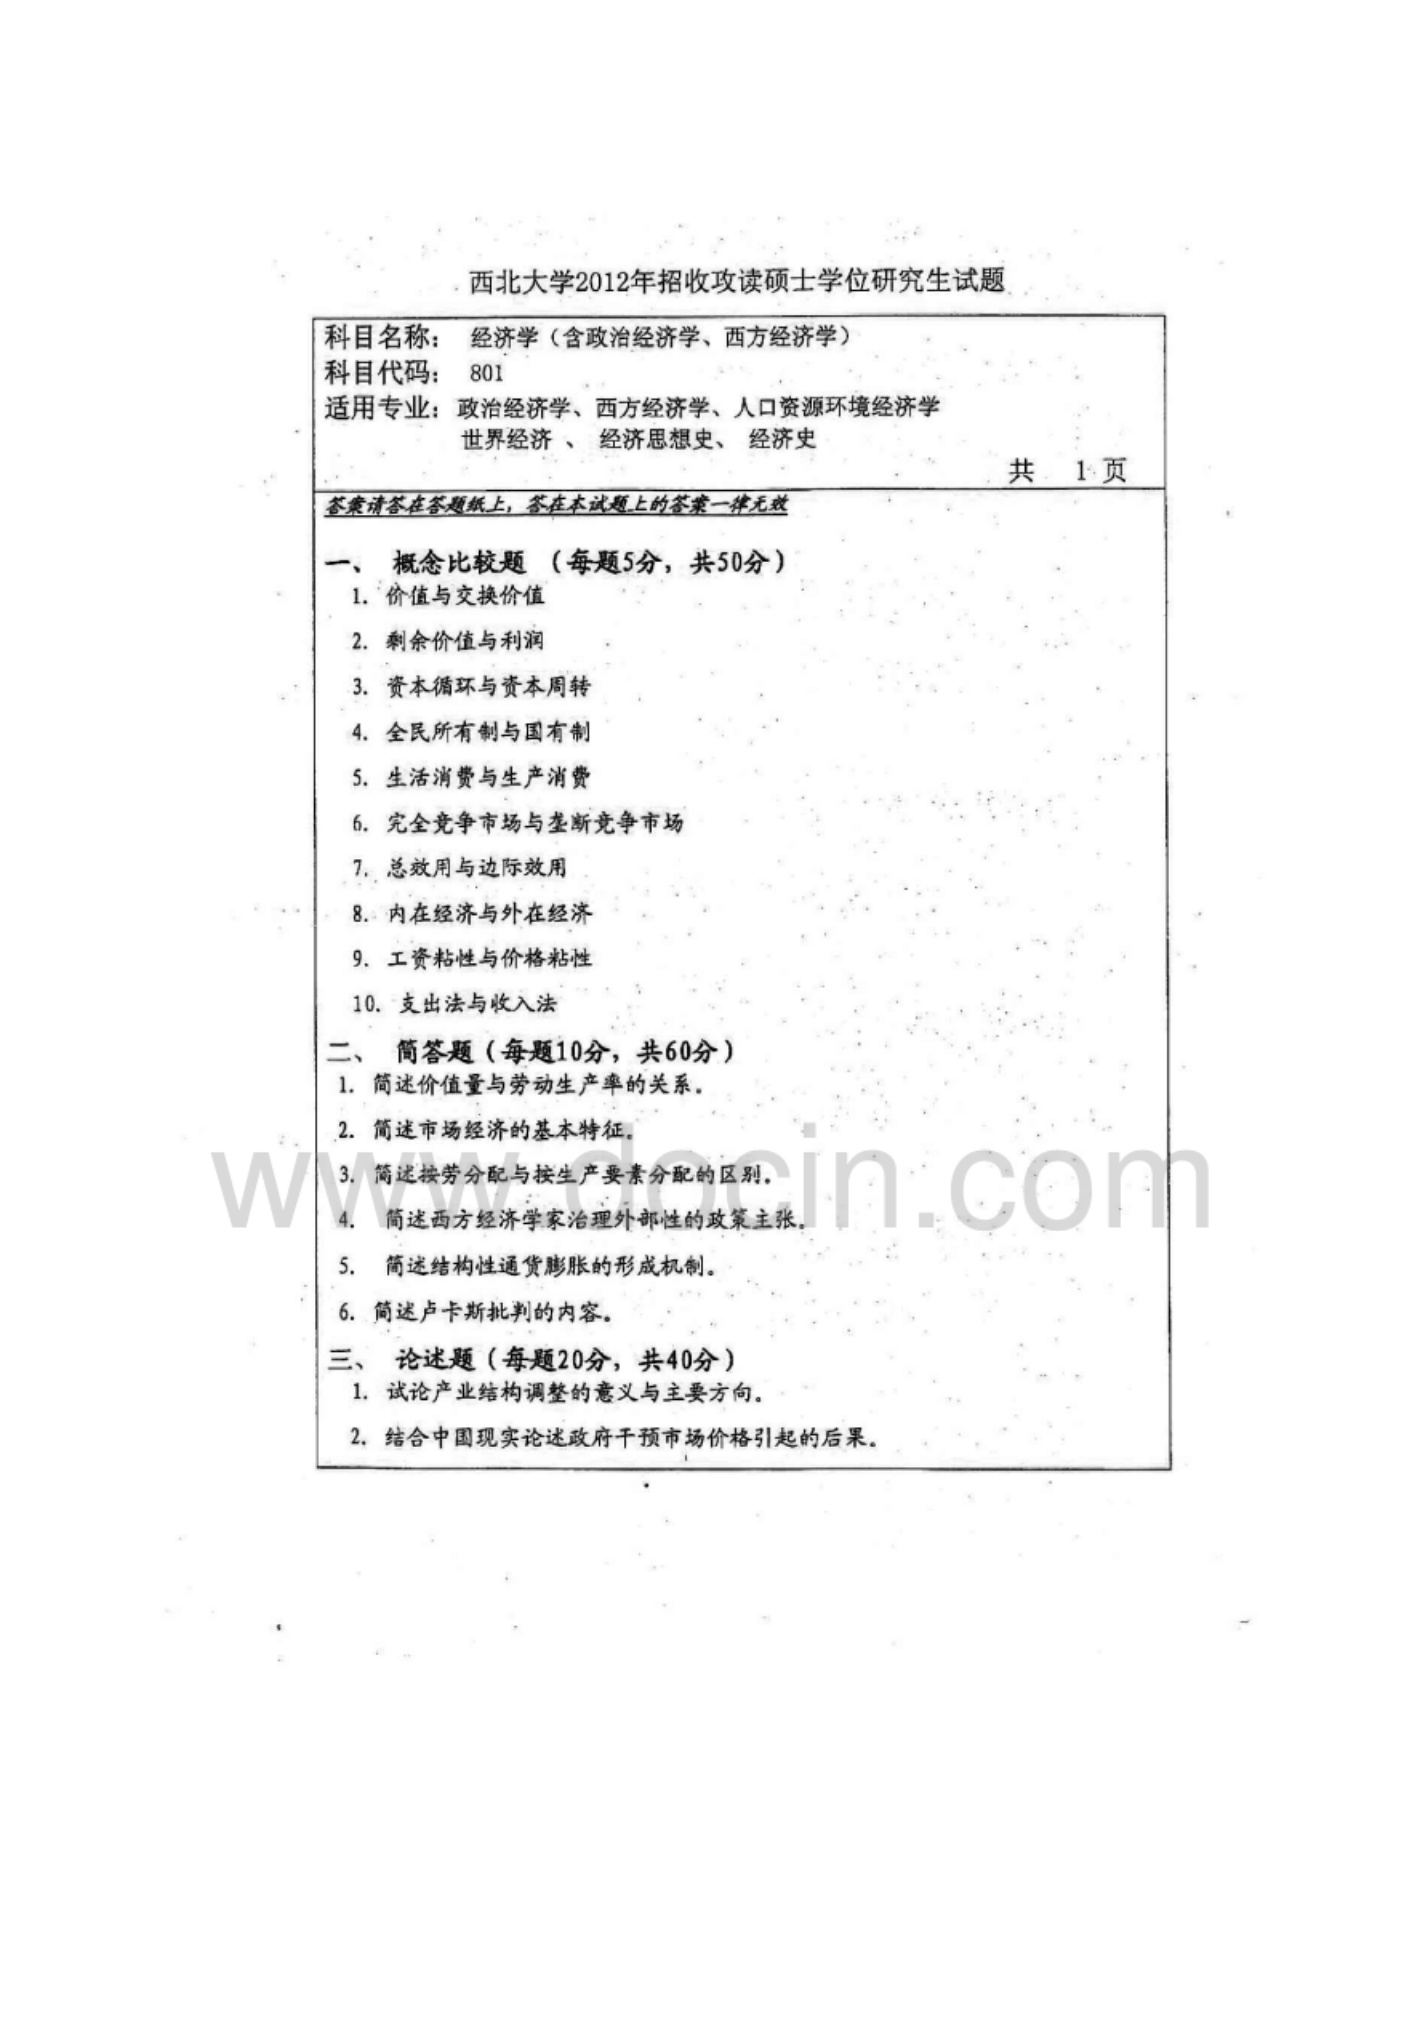 西北大学2012年招收攻读硕士学位研究生试题
科目名称： 经济学（含政治经济学、西方经济学）
科目代码： 801
适用专业：政治经济学、西方经济学、人口资源环境经济学
世界经济 、 经济思想史、 经济史
共 1 页
答案请答在答题纸上，答在本试题上的答案一律无效
一、 概念比较题 （每题5分，共50分）
1. 价值与交换价值
2. 剩余价值与利润
3. 资本循环与资本周转
4. 全民所有制与国有制
5. 生活消费与生产消费
6. 完全竞争市场与垄断竞争市场
7. 总效用与边际效用
8. 内在经济与外在经济
9. 工资粘性与价格粘性
10. 支出法与收入法
二、 简答题（每题10分，共60分）
1. 简述价值量与劳动生产率的关系。
2. 简述市场经济的基本特征。
3. 简述按劳分配与按生产要素分配的区别。
4. 简述西方经济学家治理外部性的政策主张。
www.docin.com
5. 简述结构性通货膨胀的形成机制。
6. 简述卢卡斯批判的内容。
三、 论述题（每题20分，共40分）
1. 试论产业结构调整的意义与主要方向。
2. 结合中国现实论述政府干预市场价格引起的后果。